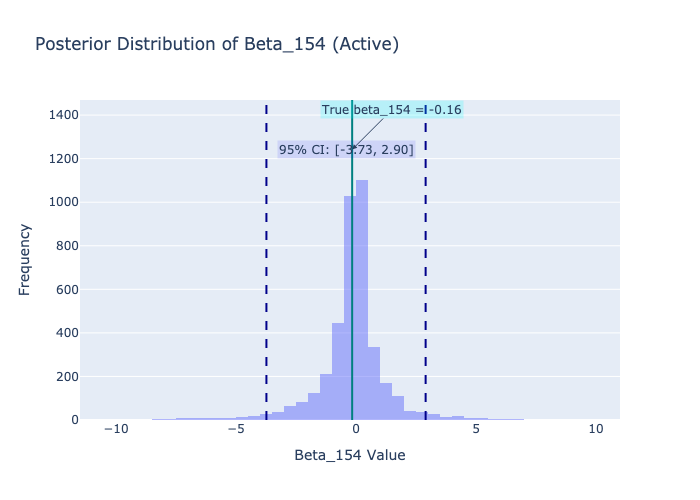 Posterior Distribution of Beta_154 (Active)
True beta_154 = -0.16
95% CI: [-3.73, 2.90]
1400
1200
1000
800
600
400
200
0
Frequency
−10
−5
0
5
10
Beta_154 Value